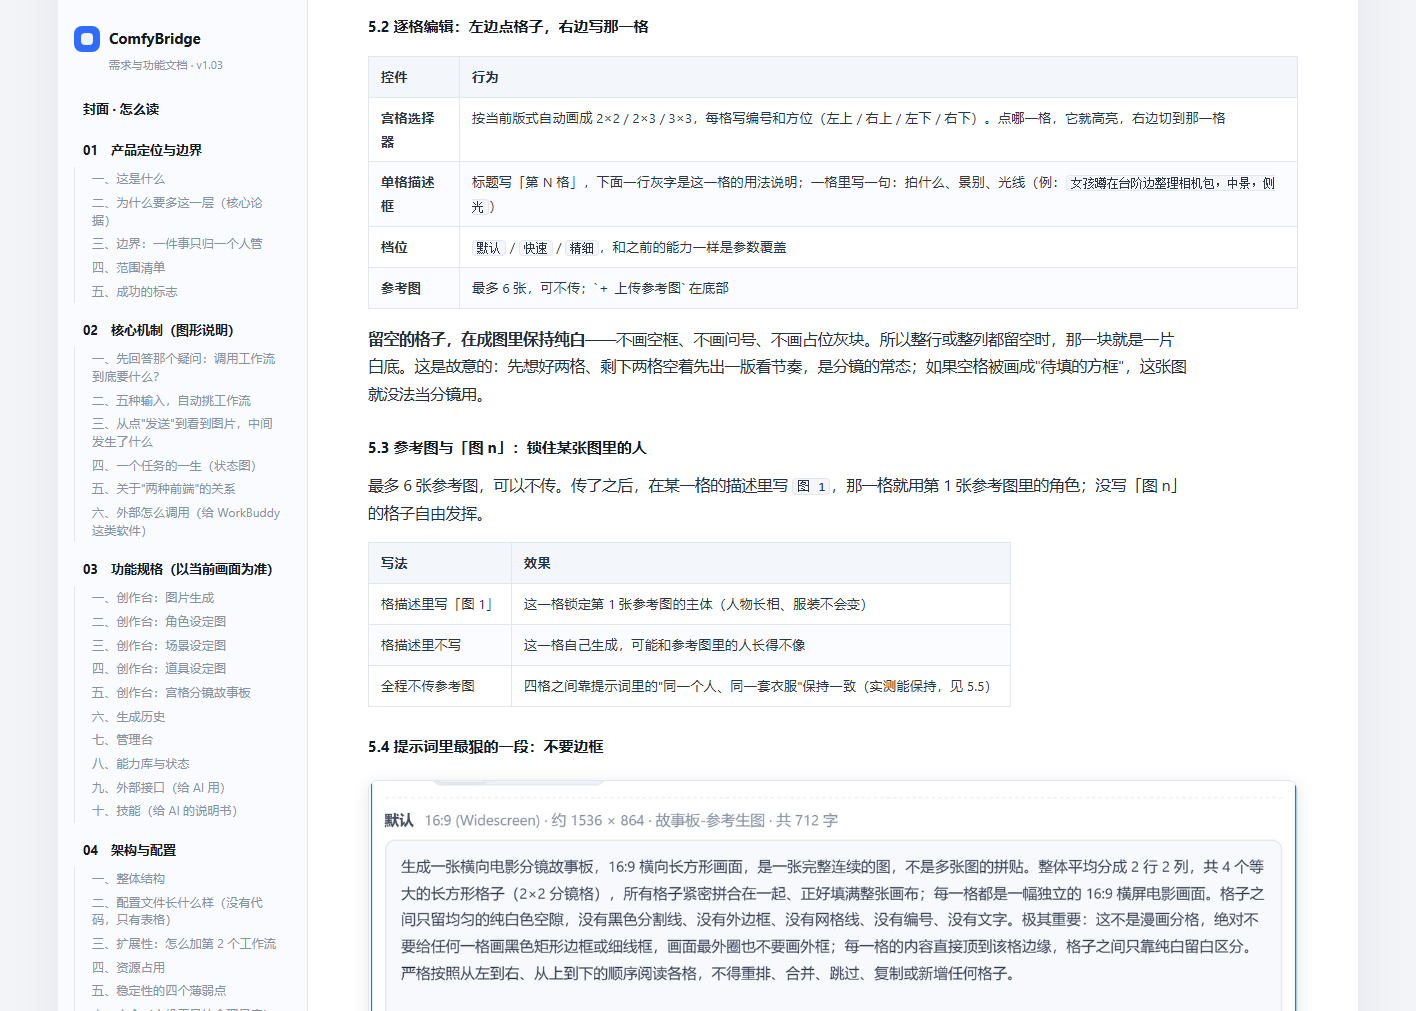 ComfyBridge
需求与功能文档 · v1.03
封面 · 怎么读
01 产品定位与边界
一、这是什么
二、为什么要多这一层（核心论
据）
三、边界：一件事只归一个人管
四、范围清单
五、成功的标志
02 核心机制（图形说明）
一、先回答那个疑问：调用工作流
到底要什么？
二、五种输入，自动挑工作流
三、从点"发送"到看到图片，中间
发生了什么
四、一个任务的一生（状态图）
五、关于"两种前端"的关系
六、外部怎么调用（给 WorkBuddy
这类软件）
03 功能规格（以当前画面为准）
一、创作台：图片生成
二、创作台：角色设定图
三、创作台：场景设定图
四、创作台：道具设定图
五、创作台：宫格分镜故事板
六、生成历史
七、管理台
八、能力库与状态
九、外部接口（给 AI 用）
十、技能（给 AI 的说明书）
04 架构与配置
一、整体结构
二、配置文件长什么样（没有代
码，只有表格）
三、扩展性：怎么加第 2 个工作流
四、资源占用
五、稳定性的四个薄弱点
5.2 逐格编辑：左边点格子，右边写那一格
控件 行为
宫格选择
器
按当前版式自动画成 2×2 / 2×3 / 3×3，每格写编号和方位（左上 / 右上 / 左下 / 右下）。点哪一格，它就高亮，右边切到那一格
单格描述
框
标题写「第 N 格」，下面一行灰字是这一格的用法说明；一格里写一句：拍什么、景别、光线（例： 女孩蹲在台阶边整理相机包，中景，侧
光 ）
档位 默认 / 快速 / 精细，和之前的能力一样是参数覆盖
参考图 最多 6 张，可不传；`+ 上传参考图` 在底部
留空的格子，在成图里保持纯白——不画空框、不画问号、不画占位灰块。所以整行或整列都留空时，那一块就是一片
白底。这是故意的：先想好两格、剩下两格空着先出一版看节奏，是分镜的常态；如果空格被画成"待填的方框"，这张图
就没法当分镜用。
5.3 参考图与「图 n」：锁住某张图里的人
最多 6 张参考图，可以不传。传了之后，在某一格的描述里写 图 1 ，那一格就用第 1 张参考图里的角色；没写「图 n」
的格子自由发挥。
写法 效果
格描述里写「图 1」 这一格锁定第 1 张参考图的主体（人物长相、服装不会变）
格描述里不写 这一格自己生成，可能和参考图里的人长得不像
全程不传参考图 四格之间靠提示词里的"同一个人、同一套衣服"保持一致（实测能保持，见 5.5）
5.4 提示词里最狠的一段：不要边框
默认 16:9 (Widescreen) · 约 1536 × 864 · 故事板-参考生图 · 共 712 字
生成一张横向电影分镜故事板，16:9 横向长方形画面，是一张完整连续的图，不是多张图的拼贴。整体平均分成 2 行 2 列，共 4 个等
大的长方形格子（2×2 分镜格），所有格子紧密拼合在一起、正好填满整张画布；每一格都是一幅独立的 16:9 横屏电影画面。格子之
间只留均匀的纯白色空隙，没有黑色分割线、没有外边框、没有网格线、没有编号、没有文字。极其重要：这不是漫画分格，绝对不
要给任何一格画黑色矩形边框或细线框，画面最外圈也不要画外框；每一格的内容直接顶到该格边缘，格子之间只靠纯白留白区分。
严格按照从左到右、从上到下的顺序阅读各格，不得重排、合并、跳过、复制或新增任何格子。